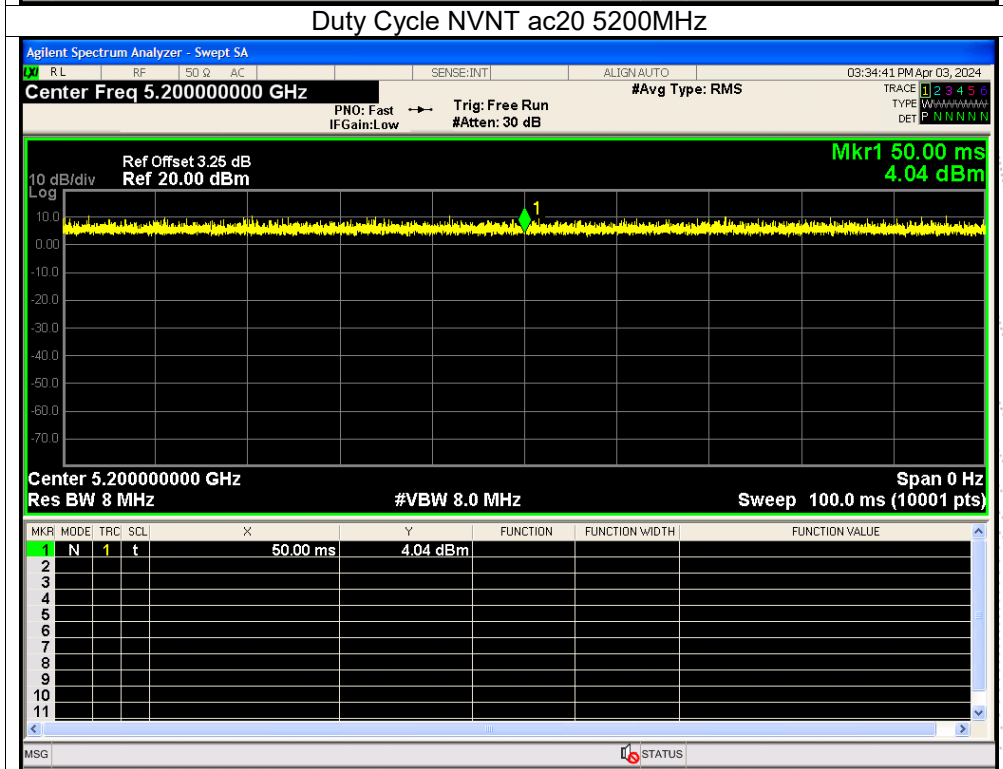 Duty Cycle NVNT ac20 5200MHz
Agilent Spectrum Analyzer - Swept SA
LXI RL RF 50 Ω AC SENSE:INT ALIGN AUTO 03:34:41 PM Apr 03, 2024
Center Freq 5.200000000 GHz #Avg Type: RMS TRACE 1 2 3 4 5 6
PNO: Fast Trig: Free Run TYPE WWWWWW
IFGain:Low #Atten: 30 dB DET P N N N N N
Mkr1 50.00 ms
Ref Offset 3.25 dB
10 dB/div Ref 20.00 dBm 4.04 dBm
Log
1
10.0
0.00
-10.0
-20.0
-30.0
-40.0
-50.0
-60.0
-70.0
Center 5.200000000 GHz Span 0 Hz
Res BW 8 MHz #VBW 8.0 MHz Sweep 100.0 ms (10001 pts)
MKR MODE TRC SCL X Y FUNCTION FUNCTION WIDTH FUNCTION VALUE
1 N 1 t 50.00 ms 4.04 dBm
2
3
4
5
6
7
8
9
10
11
MSG STATUS